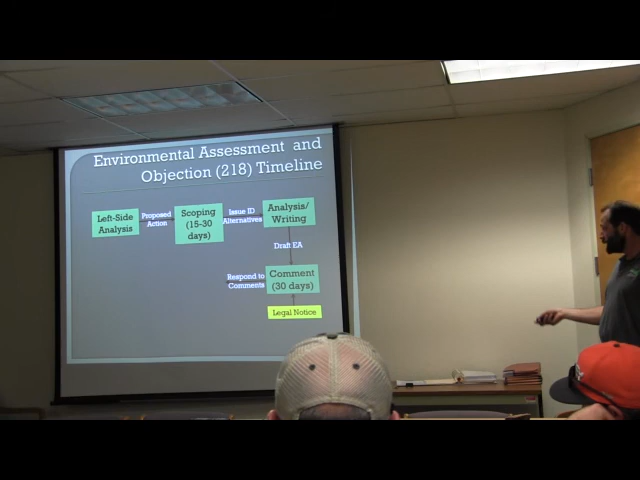 Environmental Assessment and
Objection (218) Timeline
Left-Side
Analysis
Proposed
Action
Scoping
(15-30
days)
Issue ID
Alternatives
Analysis/
Writing
Draft EA
Respond to
Comments
Comment
(30 days)
Legal Notice